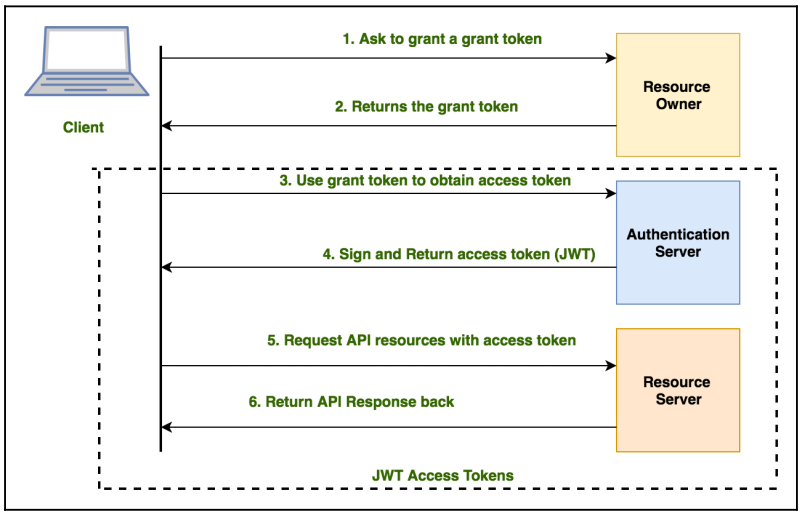 1. Ask to grant a grant token
Resource
Owner
2. Returns the grant token
Client
3. Use grant token to obtain access token
Authentication
Server
4. Sign and Return access token (JWT)
5. Request API resources with access token
Resource
Server
6. Return API Response back
JWT Access Tokens